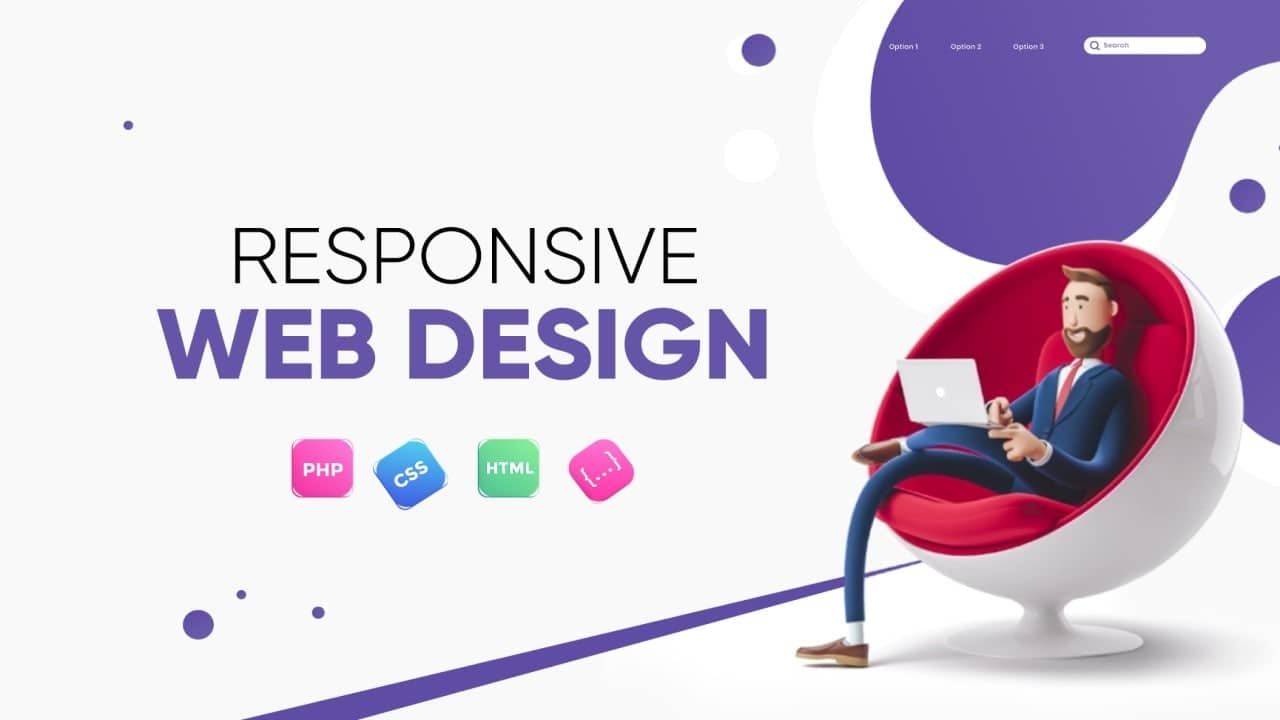 Option 1 Option 2 Option 3 Search
RESPONSIVE
WEB DESIGN
PHP CSS HTML {...}